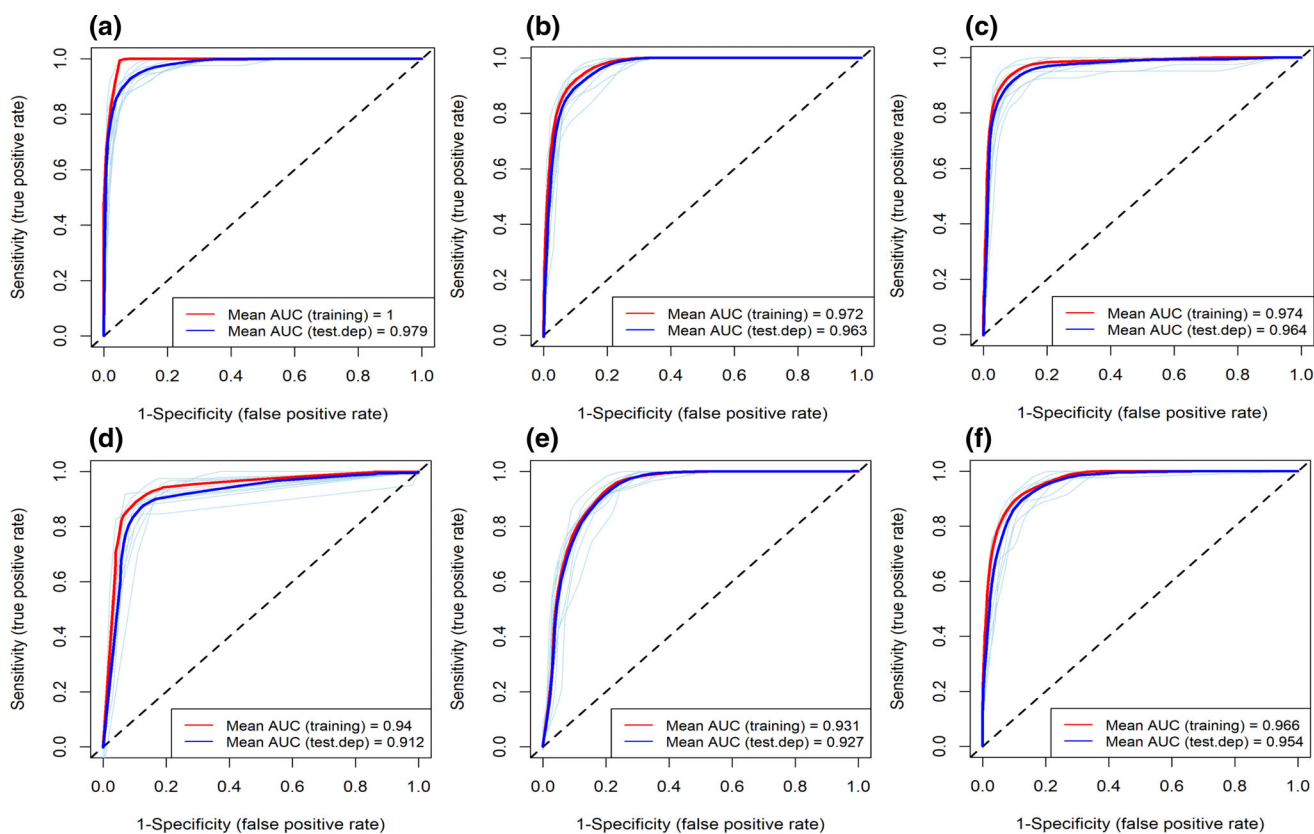 (a)
Sensitivity (true positive rate)
1.0
0.8
0.6
0.4
0.2
0.0
Mean AUC (training) = 1
Mean AUC (test.dep) = 0.979
0.0 0.2 0.4 0.6 0.8 1.0
1-Specificity (false positive rate)
(b)
Sensitivity (true positive rate)
1.0
0.8
0.6
0.4
0.2
0.0
Mean AUC (training) = 0.972
Mean AUC (test.dep) = 0.963
0.0 0.2 0.4 0.6 0.8 1.0
1-Specificity (false positive rate)
(c)
Sensitivity (true positive rate)
1.0
0.8
0.6
0.4
0.2
0.0
Mean AUC (training) = 0.974
Mean AUC (test.dep) = 0.964
0.0 0.2 0.4 0.6 0.8 1.0
1-Specificity (false positive rate)
(d)
Sensitivity (true positive rate)
1.0
0.8
0.6
0.4
0.2
0.0
Mean AUC (training) = 0.94
Mean AUC (test.dep) = 0.912
0.0 0.2 0.4 0.6 0.8 1.0
1-Specificity (false positive rate)
(e)
Sensitivity (true positive rate)
1.0
0.8
0.6
0.4
0.2
0.0
Mean AUC (training) = 0.931
Mean AUC (test.dep) = 0.927
0.0 0.2 0.4 0.6 0.8 1.0
1-Specificity (false positive rate)
(f)
Sensitivity (true positive rate)
1.0
0.8
0.6
0.4
0.2
0.0
Mean AUC (training) = 0.966
Mean AUC (test.dep) = 0.954
0.0 0.2 0.4 0.6 0.8 1.0
1-Specificity (false positive rate)